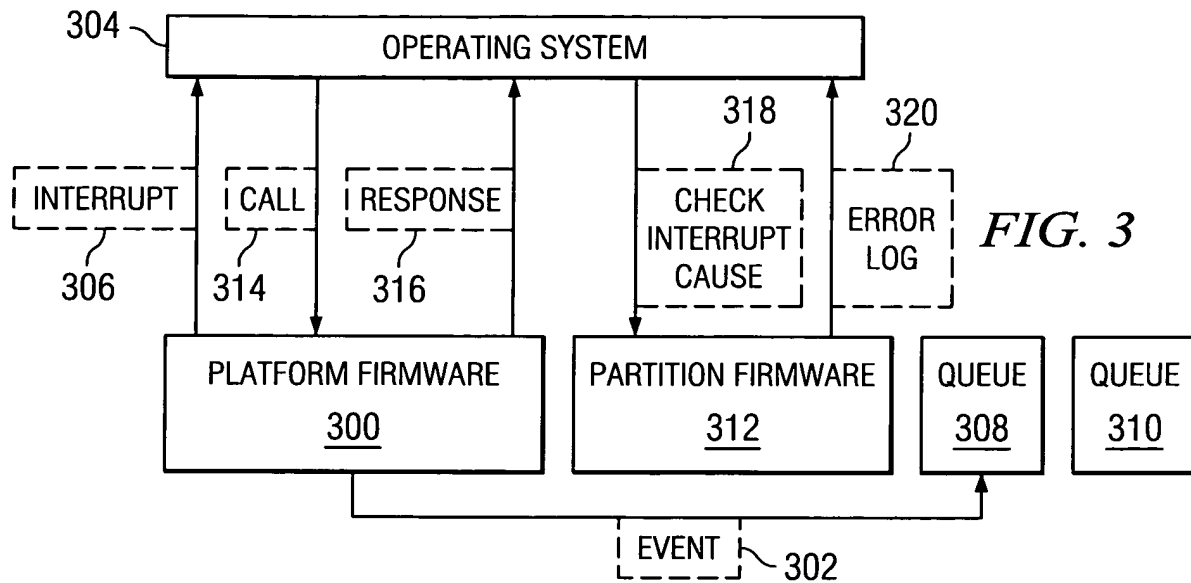 304
OPERATING SYSTEM
INTERRUPT
306
CALL
314
RESPONSE
316
318
CHECK
INTERRUPT
CAUSE
320
ERROR
LOG
FIG. 3
PLATFORM FIRMWARE
300
PARTITION FIRMWARE
312
QUEUE
308
QUEUE
310
EVENT
302